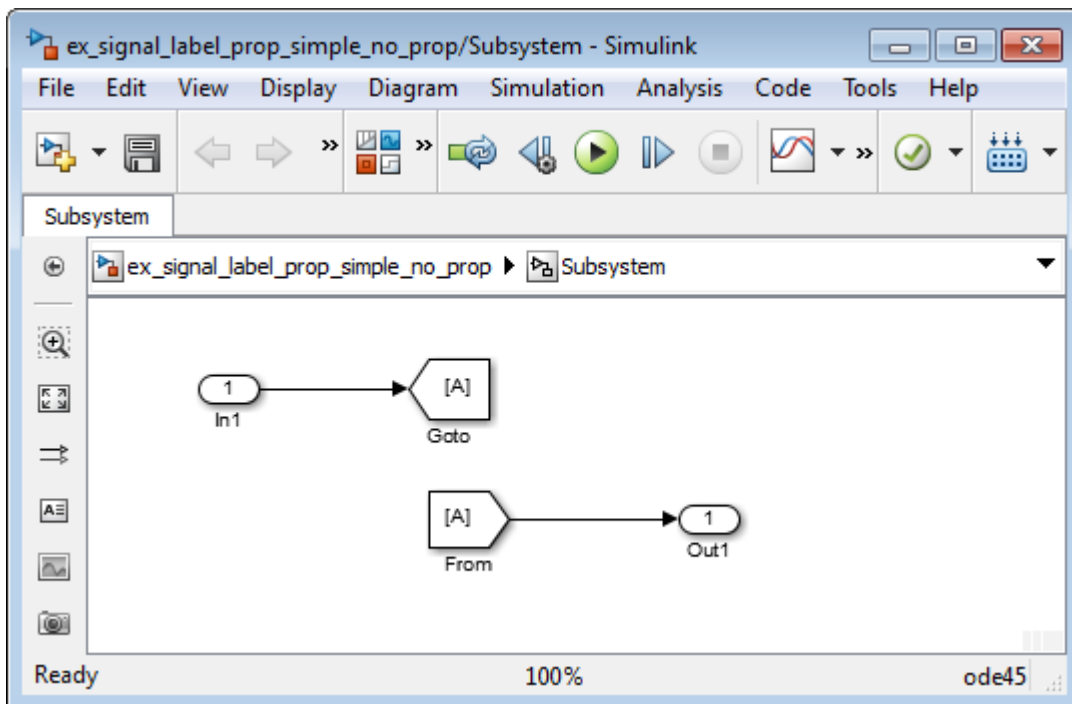 ex_signal_label_prop_simple_no_prop/Subsystem - Simulink
File Edit View Display Diagram Simulation Analysis Code Tools Help
Subsystem
ex_signal_label_prop_simple_no_prop Subsystem
1
In1
[A]
Goto
[A]
From
1
Out1
Ready 100% ode45